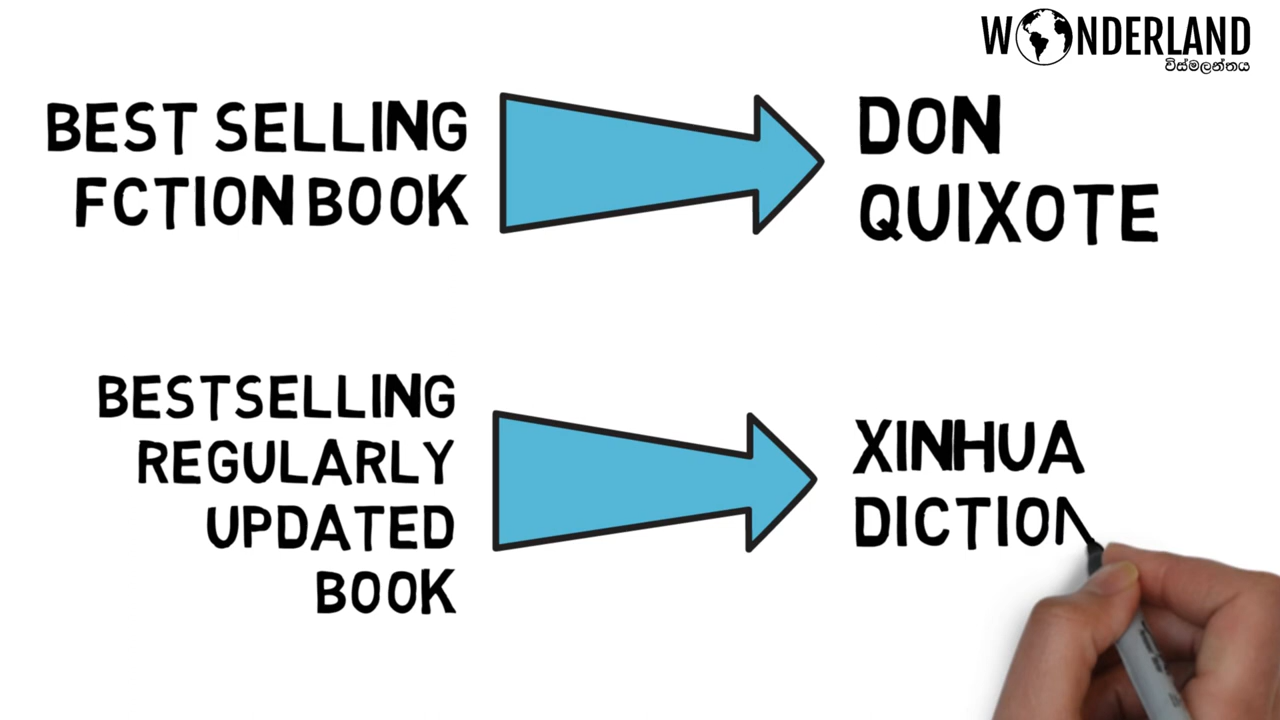 WONDERLAND
විස්මලන්තය
BEST SELLING
FCTION BOOK
DON
QUIXOTE
BESTSELLING
REGULARLY
UPDATED
BOOK
XINHUA
DICTION